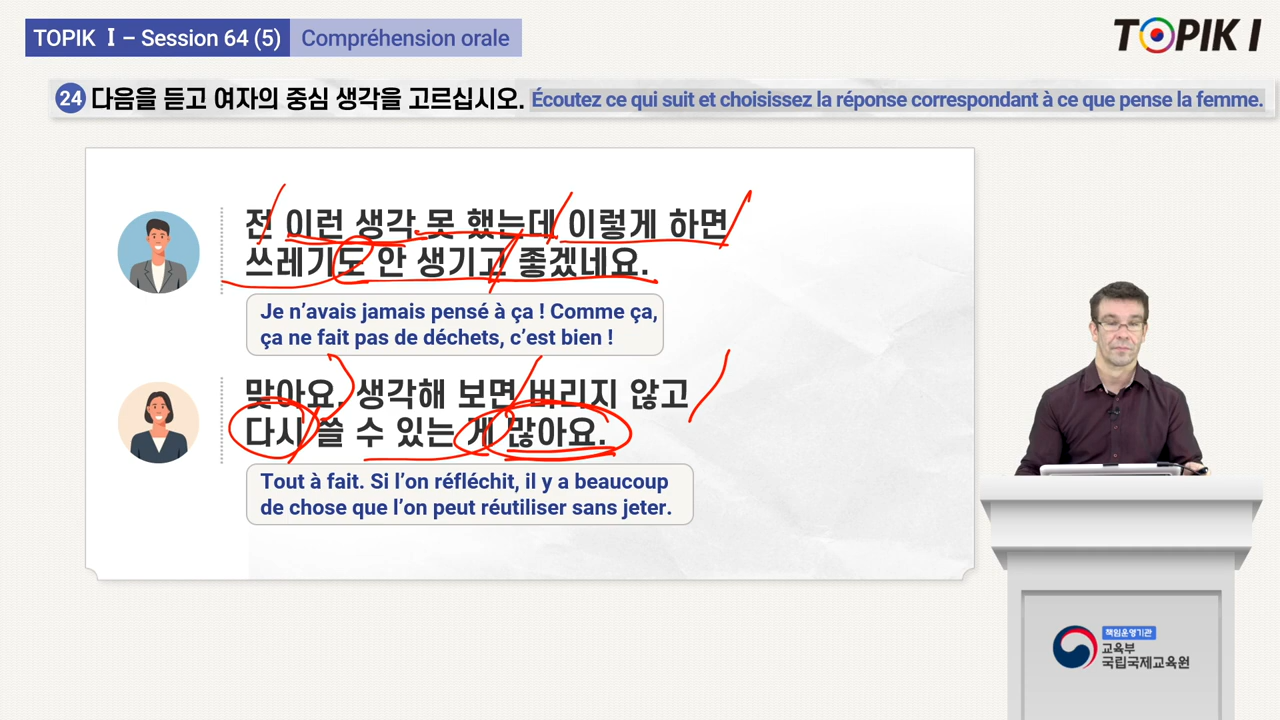 TOPIK I – Session 64 (5) Compréhension orale
TOPIK I
24 다음을 듣고 여자의 중심 생각을 고르십시오. Écoutez ce qui suit et choisissez la réponse correspondant à ce que pense la femme.
전 이런 생각 못 했는데 이렇게 하면
쓰레기도 안 생기고 좋겠네요.
Je n’avais jamais pensé à ça ! Comme ça,
ça ne fait pas de déchets, c’est bien !
맞아요. 생각해 보면 버리지 않고
다시 쓸 수 있는 게 많아요.
Tout à fait. Si l’on réfléchit, il y a beaucoup
de chose que l’on peut réutiliser sans jeter.
책임운영기관
교육부
국립국제교육원